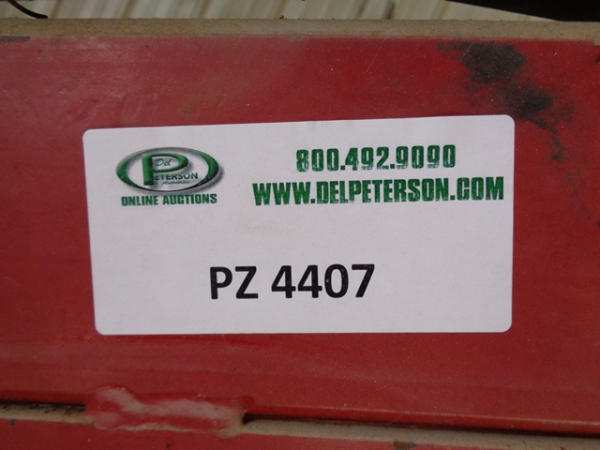 Del
PETERSON
ONLINE AUCTIONS
800.492.9090
WWW.DELPETERSON.COM
PZ 4407